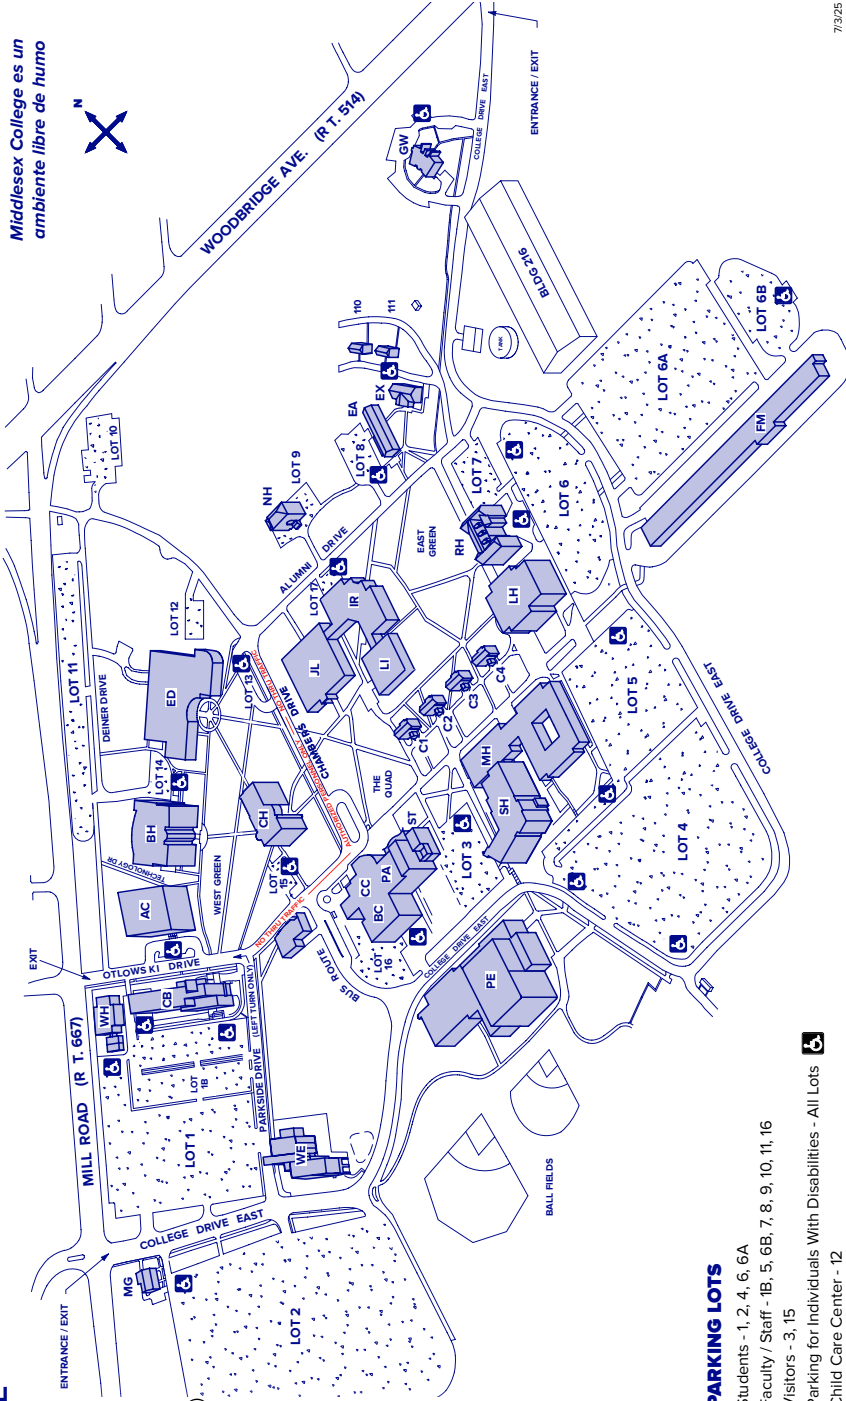 Middlesex College es un
ambiente libre de humo
N
WOODBRIDGE AVE. (R T. 514)
ENTRANCE / EXIT
COLLEGE DRIVE EAST
GW
BLDG 216
TANK
110
111
EX
EA
LOT 8
LOT 9
NH
LOT 10
LOT 6B
LOT 6A
FM
LOT 7
LOT 6
RH
LH
EAST
GREEN
ALUMNI DRIVE
LOT 17
IR
JL
LI
LOT 12
LOT 11
DEINER DRIVE
ED
LOT 13
NO THRU TRAFFIC
CHAMBERS DRIVE
AUTHORIZED PERSONNEL ONLY
C1
C2
C3
C4
THE
QUAD
LOT 5
COLLEGE DRIVE EAST
LOT 4
MH
SH
ST
LOT 3
PA
CC
BC
LOT
16
CH
LOT
15
NO THRU TRAFFIC
LOT 14
BH
TECHNOLOGY DR
WEST GREEN
AC
EXIT
OTLOWSKI DRIVE
BUS ROUTE
COLLEGE DRIVE EAST
PE
WH
CB
MILL ROAD (R T. 667)
LOT
1B
LOT 1
PARKSIDE DRIVE (LEFT TURN ONLY)
WE
BALL FIELDS
COLLEGE DRIVE EAST
MG
ENTRANCE / EXIT
LOT 2
PARKING LOTS
Students - 1, 2, 4, 6, 6A
Faculty / Staff - 1B, 5, 6B, 7, 8, 9, 10, 11, 16
Visitors - 3, 15
Parking for Individuals With Disabilities - All Lots
Child Care Center - 12
7/3/25